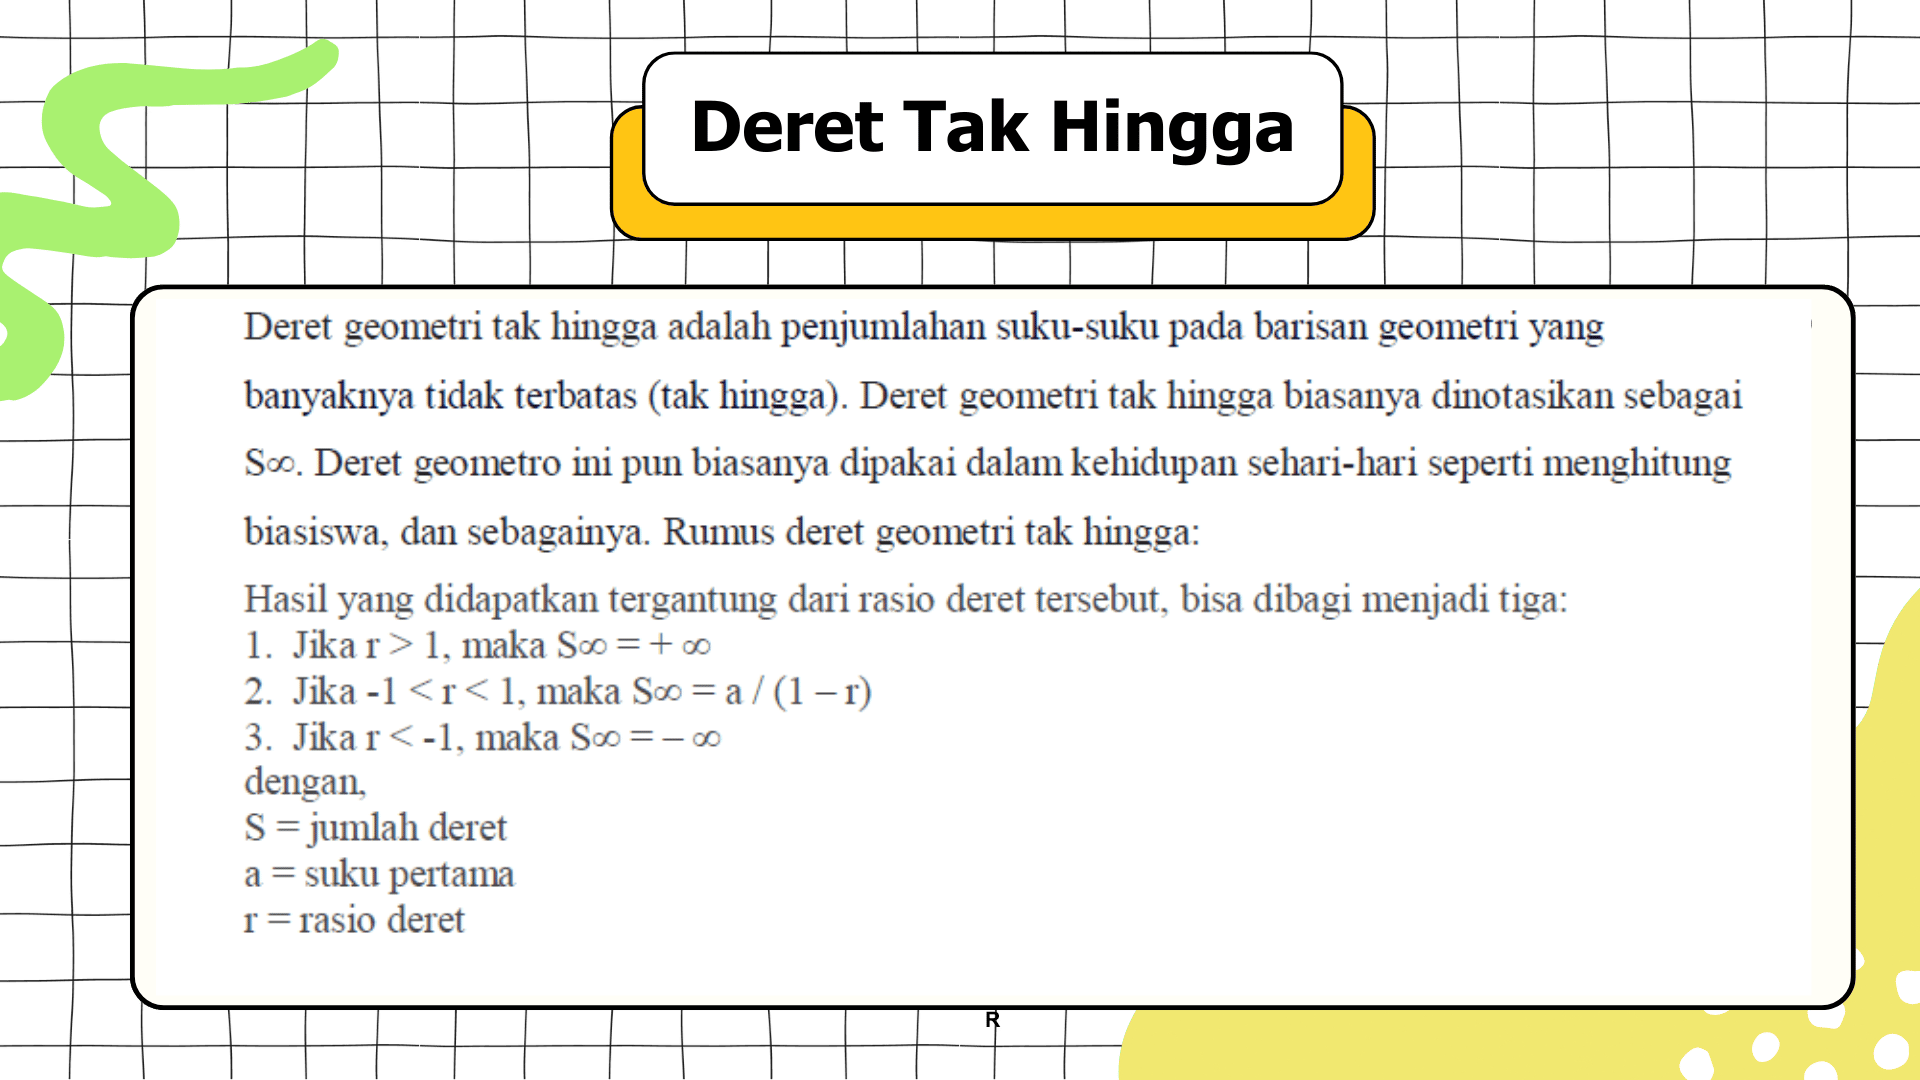 Deret Tak Hingga
Deret geometri tak hingga adalah penjumlahan suku-suku pada barisan geometri yang
banyaknya tidak terbatas (tak hingga). Deret geometri tak hingga biasanya dinotasikan sebagai
S∞. Deret geometro ini pun biasanya dipakai dalam kehidupan sehari-hari seperti menghitung
biasiswa, dan sebagainya. Rumus deret geometri tak hingga:
Hasil yang didapatkan tergantung dari rasio deret tersebut, bisa dibagi menjadi tiga:
1. Jika r > 1, maka S∞ = + ∞
2. Jika -1 < r < 1, maka S∞ = a / (1 – r)
3. Jika r < -1, maka S∞ = – ∞
dengan,
S = jumlah deret
a = suku pertama
r = rasio deret
R